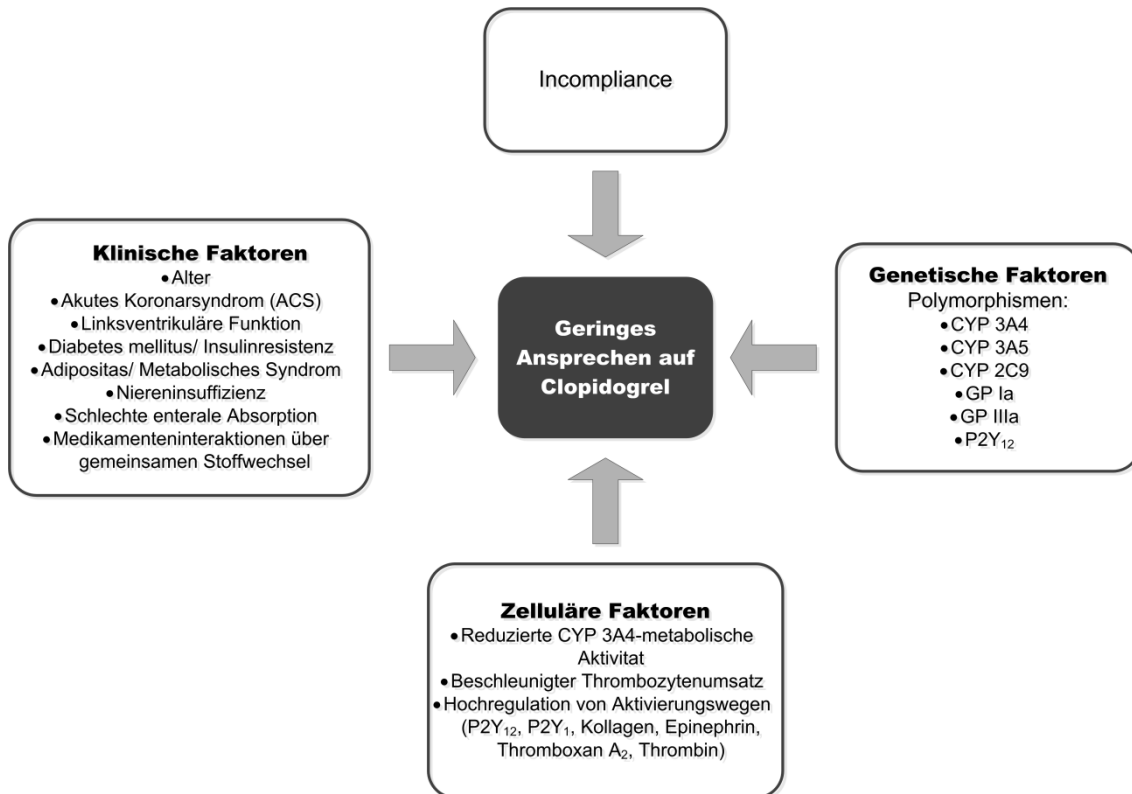 Incompliance
Klinische Faktoren
•Alter
•Akutes Koronarsyndrom (ACS)
•Linksventrikuläre Funktion
•Diabetes mellitus/ Insulinresistenz
•Adipositas/ Metabolisches Syndrom
•Niereninsuffizienz
•Schlechte enterale Absorption
•Medikamenteninteraktionen über
gemeinsamen Stoffwechsel
Geringes
Ansprechen auf
Clopidogrel
Genetische Faktoren
Polymorphismen:
•CYP 3A4
•CYP 3A5
•CYP 2C9
•GP Ia
•GP IIIa
•P2Y₁₂
Zelluläre Faktoren
•Reduzierte CYP 3A4-metabolische
Aktivitat
•Beschleunigter Thrombozytenumsatz
•Hochregulation von Aktivierungswegen
(P2Y₁₂, P2Y₁, Kollagen, Epinephrin,
Thromboxan A₂, Thrombin)